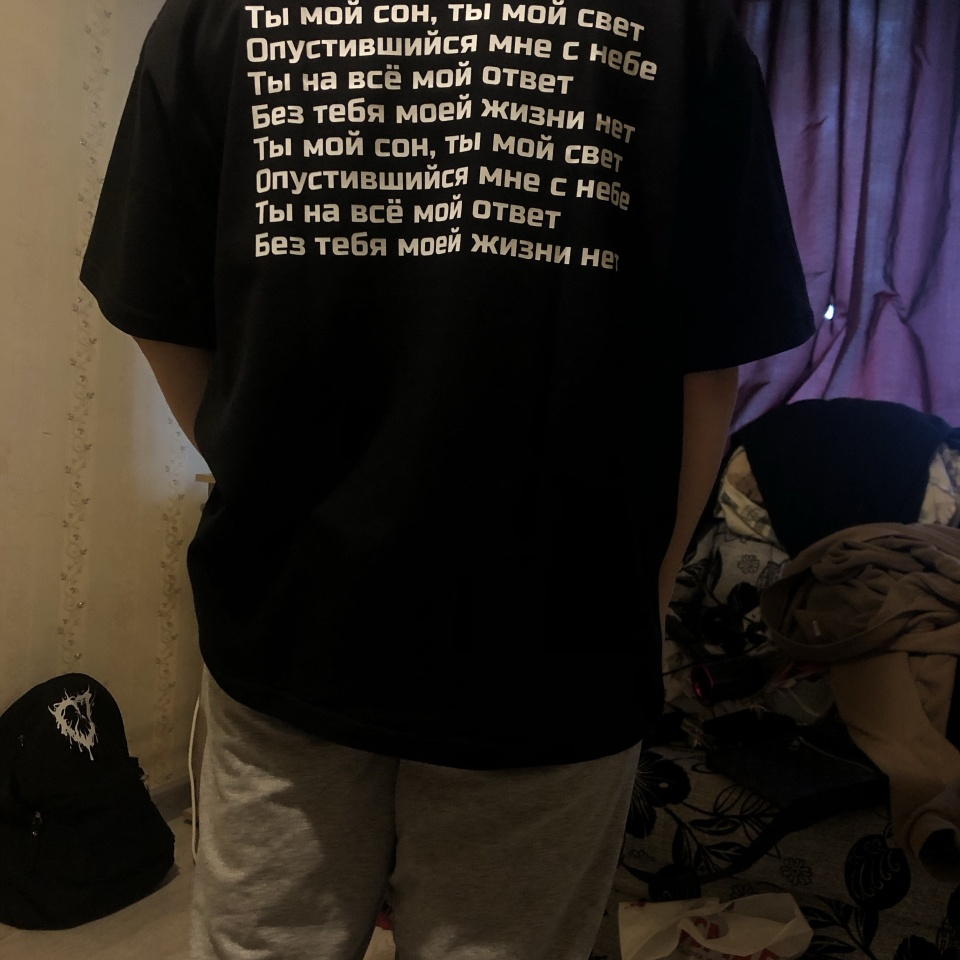 Ты мой сон, ты мой свет
Опустившийся мне с небе
Ты на всё мой ответ
Без тебя моей жизни нет
Ты мой сон, ты мой свет
Опустившийся мне с небе
Ты на всё мой ответ
Без тебя моей жизни нет